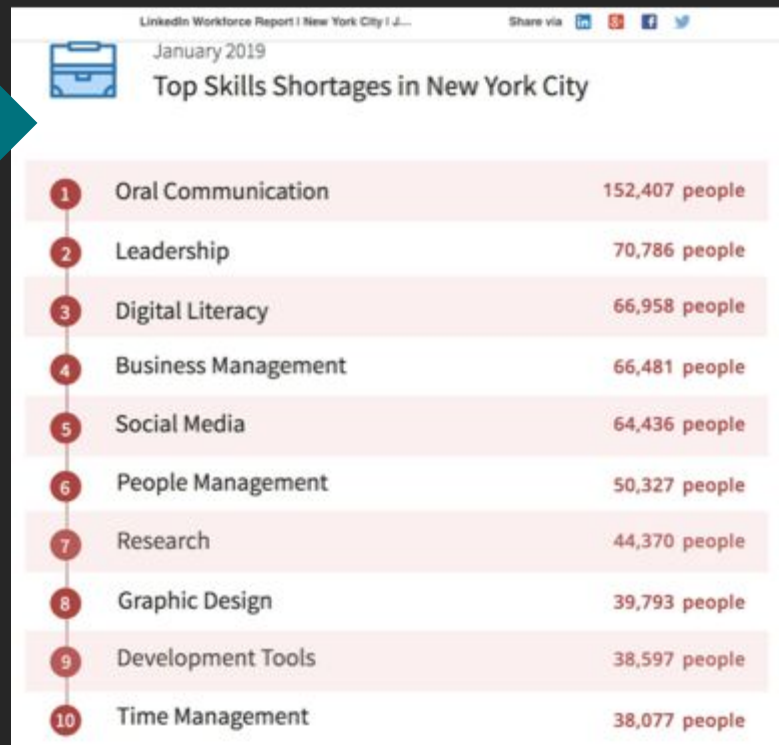 LinkedIn Workforce Report | New York City | J...
Share via
January 2019
Top Skills Shortages in New York City
1 Oral Communication 152,407 people
2 Leadership 70,786 people
3 Digital Literacy 66,958 people
4 Business Management 66,481 people
5 Social Media 64,436 people
6 People Management 50,327 people
7 Research 44,370 people
8 Graphic Design 39,793 people
9 Development Tools 38,597 people
10 Time Management 38,077 people